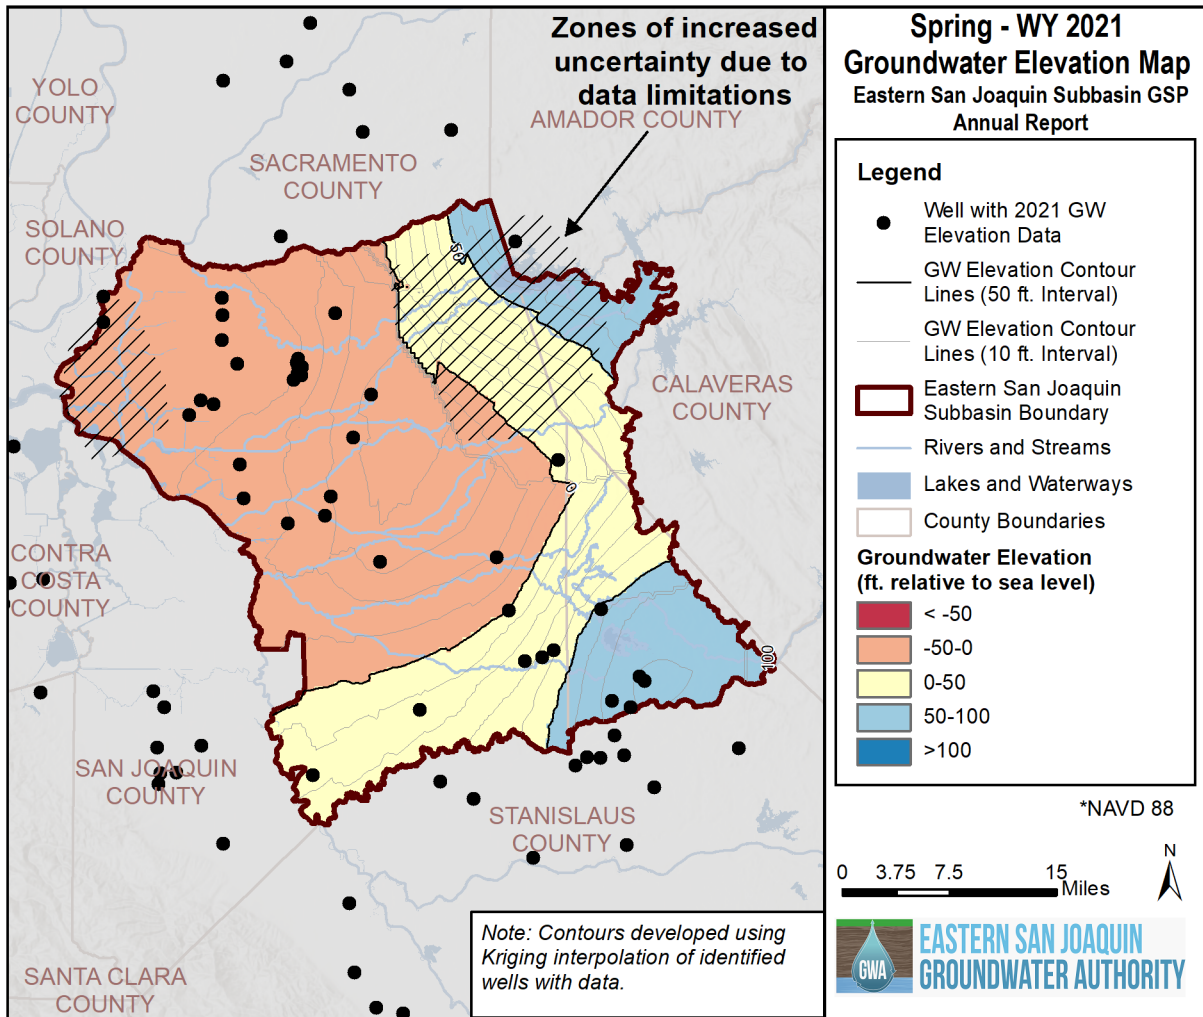 Zones of increased
uncertainty due to
data limitations
YOLO
COUNTY
AMADOR COUNTY
SACRAMENTO
COUNTY
SOLANO
COUNTY
50
0
CALAVERAS
COUNTY
0
CONTRA
COSTA
COUNTY
100
SAN JOAQUIN
COUNTY
STANISLAUS
COUNTY
SANTA CLARA
COUNTY
Note: Contours developed using
Kriging interpolation of identified
wells with data.
Spring - WY 2021
Groundwater Elevation Map
Eastern San Joaquin Subbasin GSP
Annual Report
Legend
Well with 2021 GW
Elevation Data
GW Elevation Contour
Lines (50 ft. Interval)
GW Elevation Contour
Lines (10 ft. Interval)
Eastern San Joaquin
Subbasin Boundary
Rivers and Streams
Lakes and Waterways
County Boundaries
Groundwater Elevation
(ft. relative to sea level)
< -50
-50-0
0-50
50-100
>100
*NAVD 88
N
0 3.75 7.5 15
Miles
GWA
EASTERN SAN JOAQUIN
GROUNDWATER AUTHORITY